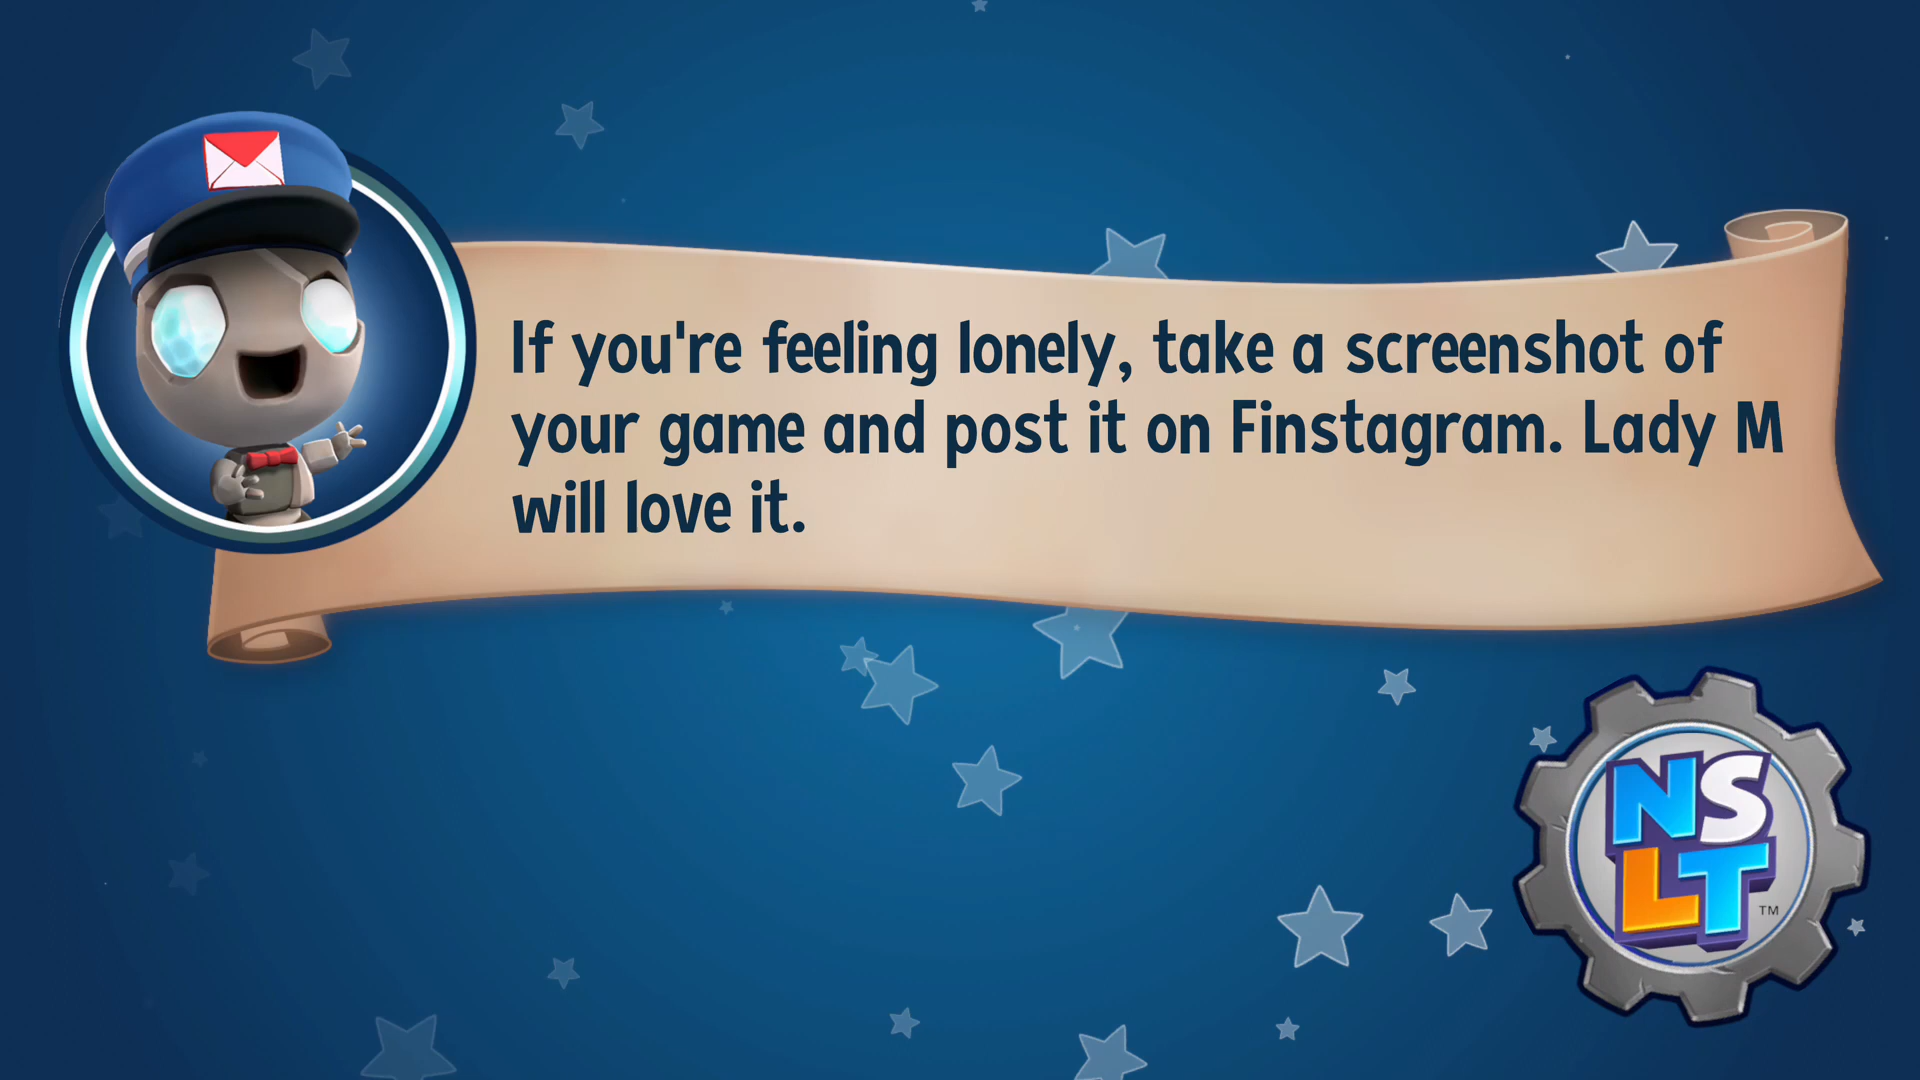 If you're feeling lonely, take a screenshot of
your game and post it on Finstagram. Lady M
will love it.
NS
LT
TM